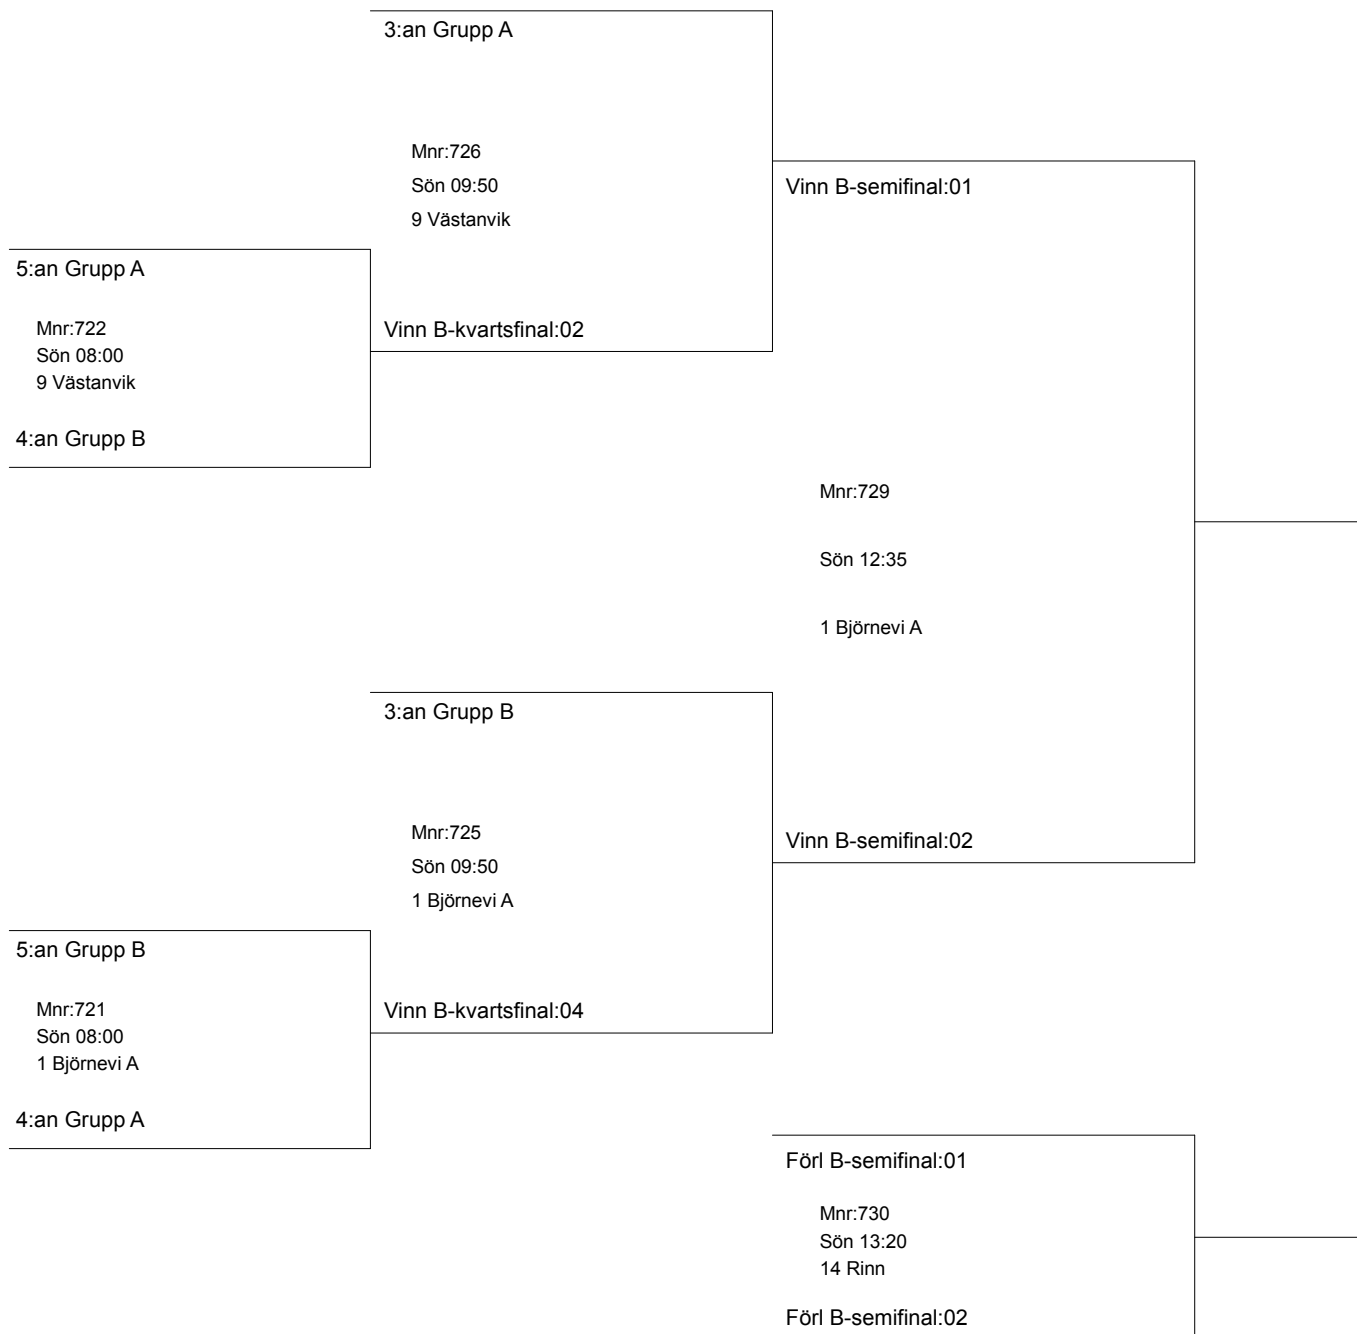 3:an Grupp A
Mnr:726
Sön 09:50
9 Västanvik
Vinn B-semifinal:01
5:an Grupp A
Mnr:722
Sön 08:00
9 Västanvik
Vinn B-kvartsfinal:02
4:an Grupp B
Mnr:729
Sön 12:35
1 Björnevi A
3:an Grupp B
Mnr:725
Sön 09:50
1 Björnevi A
Vinn B-semifinal:02
5:an Grupp B
Mnr:721
Sön 08:00
1 Björnevi A
Vinn B-kvartsfinal:04
4:an Grupp A
Förl B-semifinal:01
Mnr:730
Sön 13:20
14 Rinn
Förl B-semifinal:02